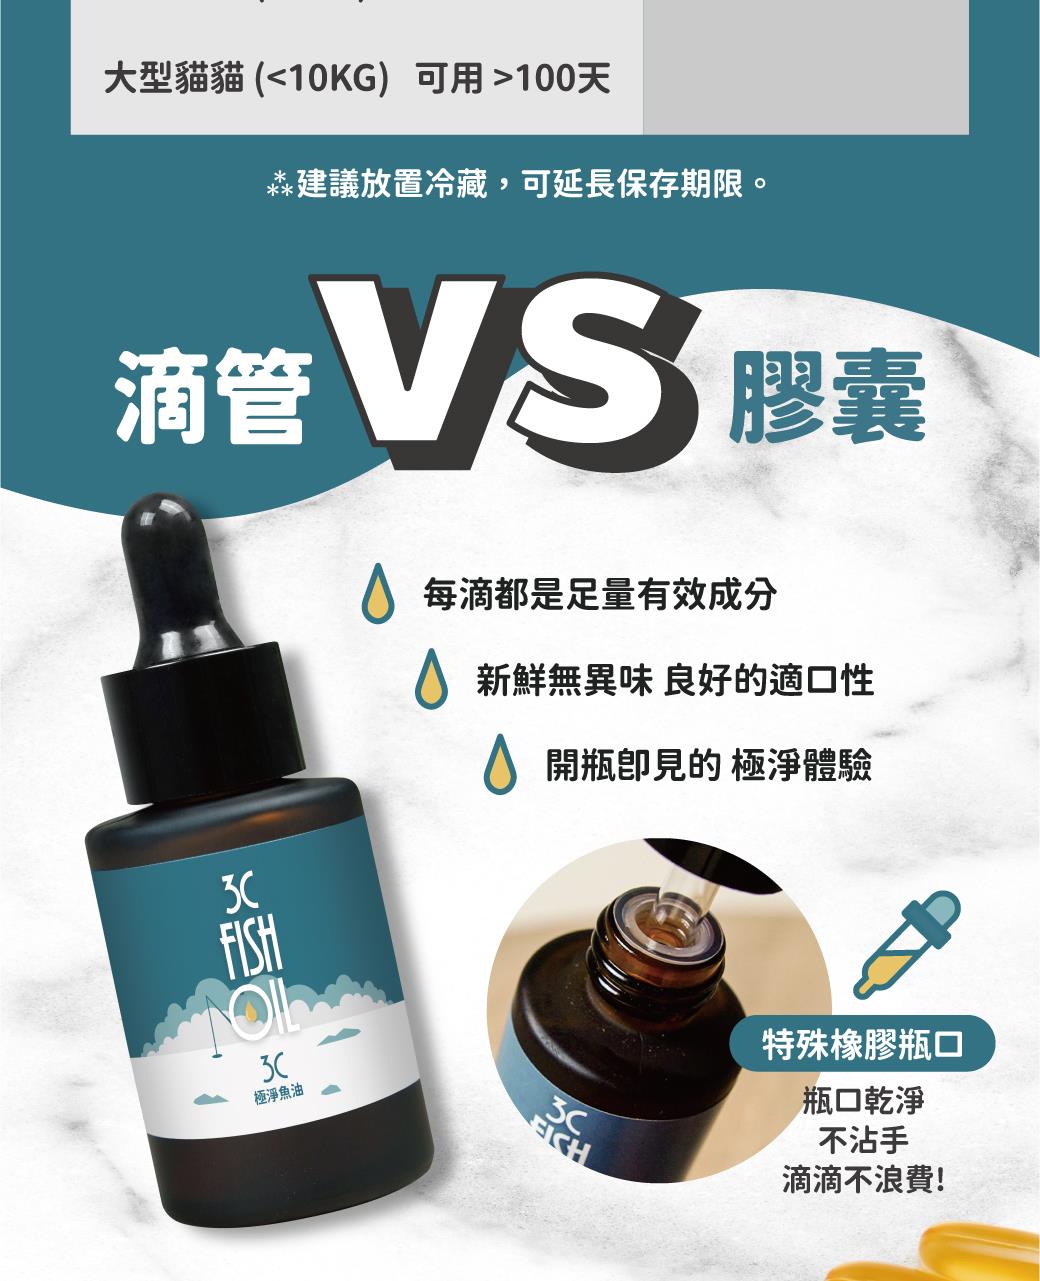 大型貓貓 (<10KG) 可用 >100天
⁂建議放置冷藏，可延長保存期限。
滴管
VS
膠囊
每滴都是足量有效成分
新鮮無異味 良好的適口性
開瓶即見的 極淨體驗
3C
FISH
OIL
3C
極淨魚油
3C
FISH
特殊橡膠瓶口
瓶口乾淨
不沾手
滴滴不浪費!